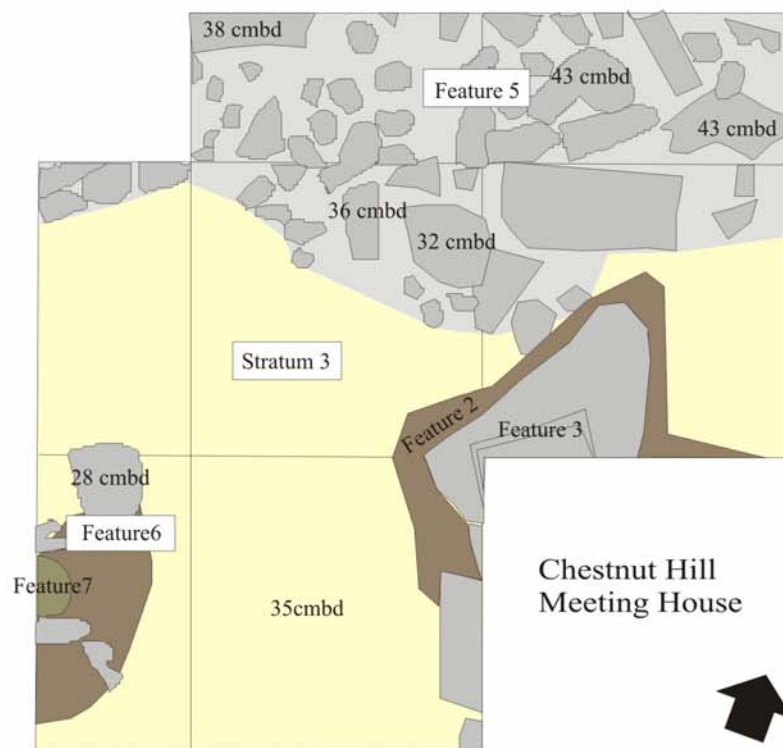 38 cmbd
43 cmbd
Feature 5
43 cmbd
36 cmbd
32 cmbd
Stratum 3
Feature 2
Feature 3
28 cmbd
Feature6
Feature7
35cmbd
Chestnut Hill
Meeting House